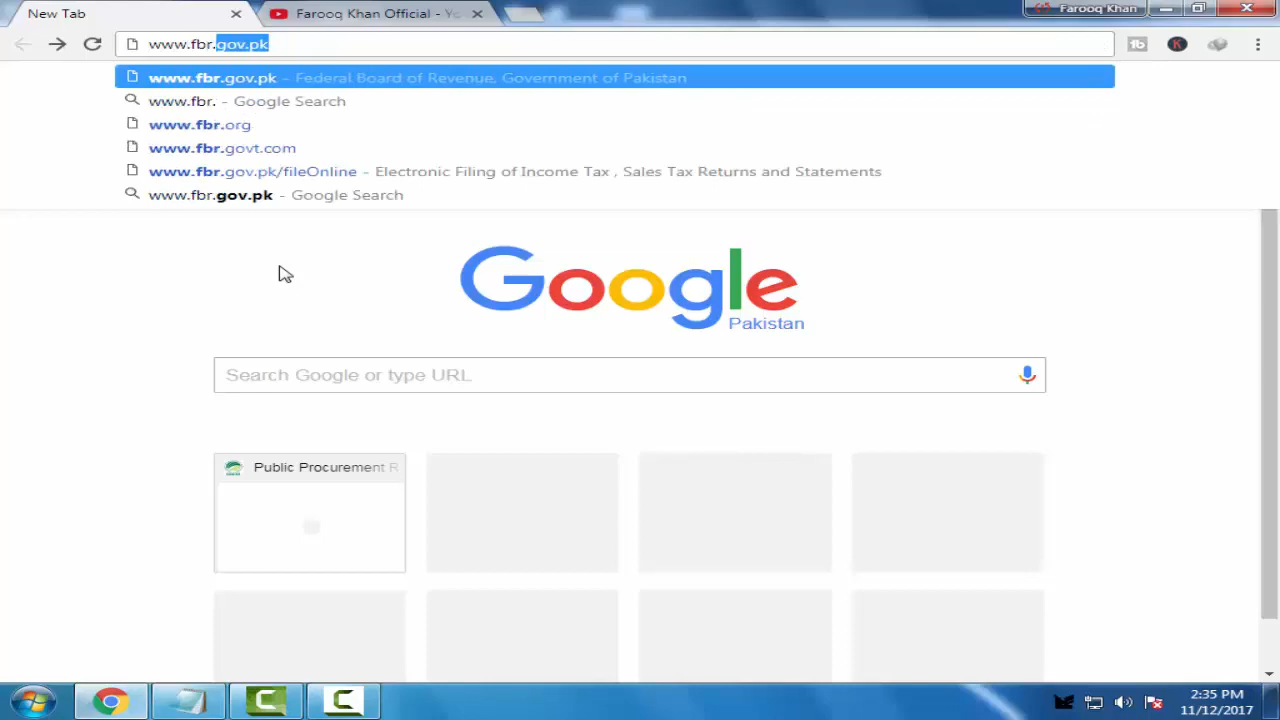 New Tab
Farooq Khan Official - Yo
Farooq Khan
www.fbr.gov.pk
www.fbr.gov.pk – Federal Board of Revenue, Government of Pakistan
www.fbr. - Google Search
www.fbr.org
www.fbr.govt.com
www.fbr.gov.pk/fileOnline – Electronic Filing of Income Tax , Sales Tax Returns and Statements
www.fbr.gov.pk - Google Search
Google
Pakistan
Search Google or type URL
Public Procurement R
2:35 PM
11/12/2017